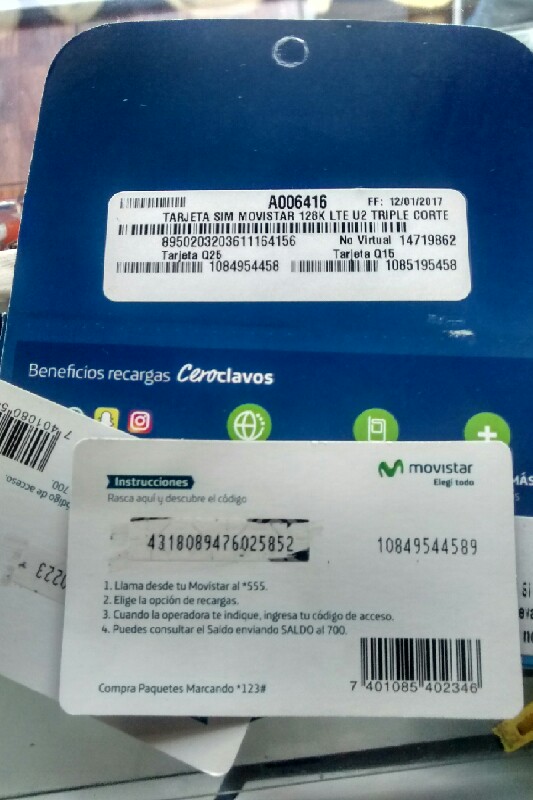 A006416 FF: 12/01/2017
TARJETA SIM MOVISTAR 128K LTE U2 TRIPLE CORTE
8950203203611164156 No Virtual 14719862
Tarjeta Q25 Tarjeta Q15
1084954458 1085195458
Beneficios recargas Ceroclavos
MÁS
7 401080
700.
código de acceso.
0223
movistar
Elegí todo
Instrucciones
Rasca aquí y descubre el código
4318089476025852 10849544589
1. Llama desde tu Movistar al *555.
2. Elige la opción de recargas.
3. Cuando la operadora te indique, ingresa tu código de acceso.
4. Puedes consultar el Saldo enviando SALDO al 700.
Compra Paquetes Marcando *123#
7 401085 402346